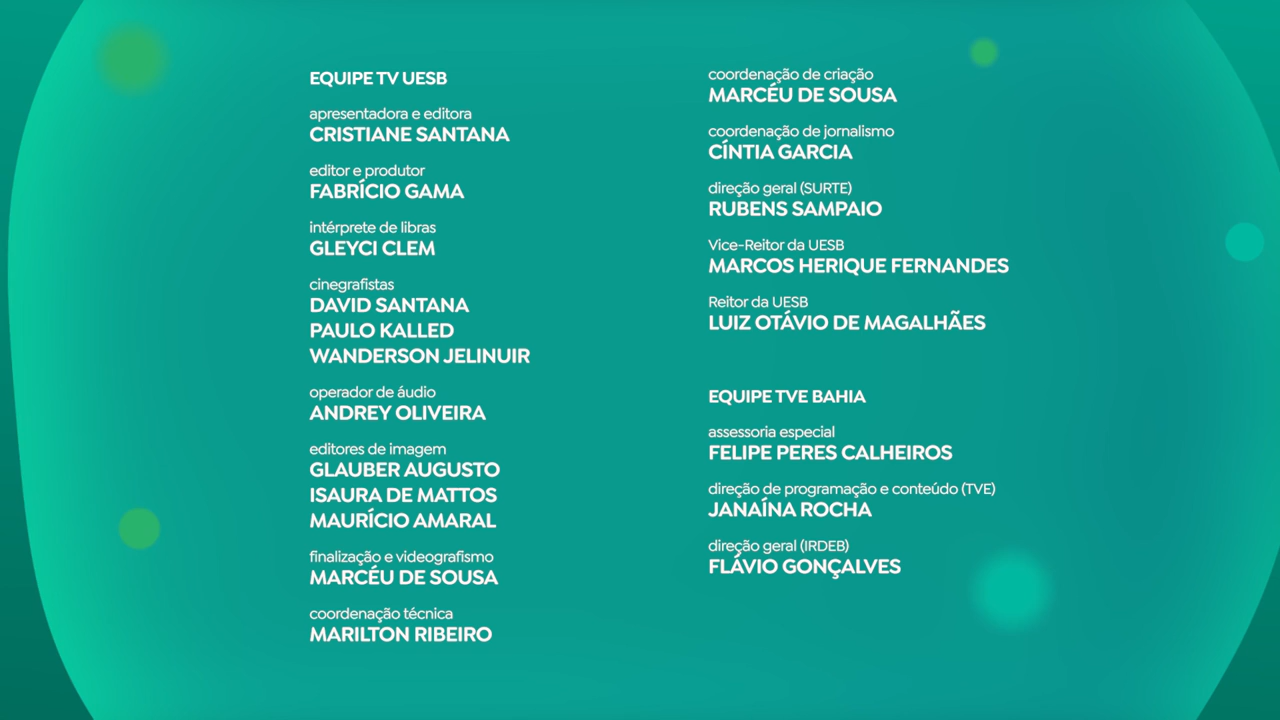 EQUIPE TV UESB
apresentadora e editora
CRISTIANE SANTANA
editor e produtor
FABRÍCIO GAMA
intérprete de libras
GLEYCI CLEM
cinegrafistas
DAVID SANTANA
PAULO KALLED
WANDERSON JELINUIR
operador de áudio
ANDREY OLIVEIRA
editores de imagem
GLAUBER AUGUSTO
ISAURA DE MATTOS
MAURÍCIO AMARAL
finalização e videografismo
MARCÉU DE SOUSA
coordenação técnica
MARILTON RIBEIRO
coordenação de criação
MARCÉU DE SOUSA
coordenação de jornalismo
CÍNTIA GARCIA
direção geral (SURTE)
RUBENS SAMPAIO
Vice-Reitor da UESB
MARCOS HERIQUE FERNANDES
Reitor da UESB
LUIZ OTÁVIO DE MAGALHÃES
EQUIPE TVE BAHIA
assessoria especial
FELIPE PERES CALHEIROS
direção de programação e conteúdo (TVE)
JANAÍNA ROCHA
direção geral (IRDEB)
FLÁVIO GONÇALVES